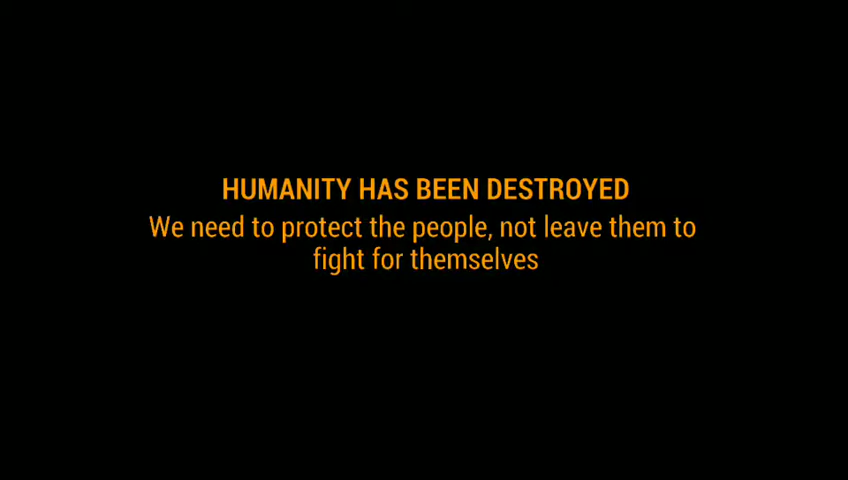 HUMANITY HAS BEEN DESTROYED
We need to protect the people, not leave them to
fight for themselves